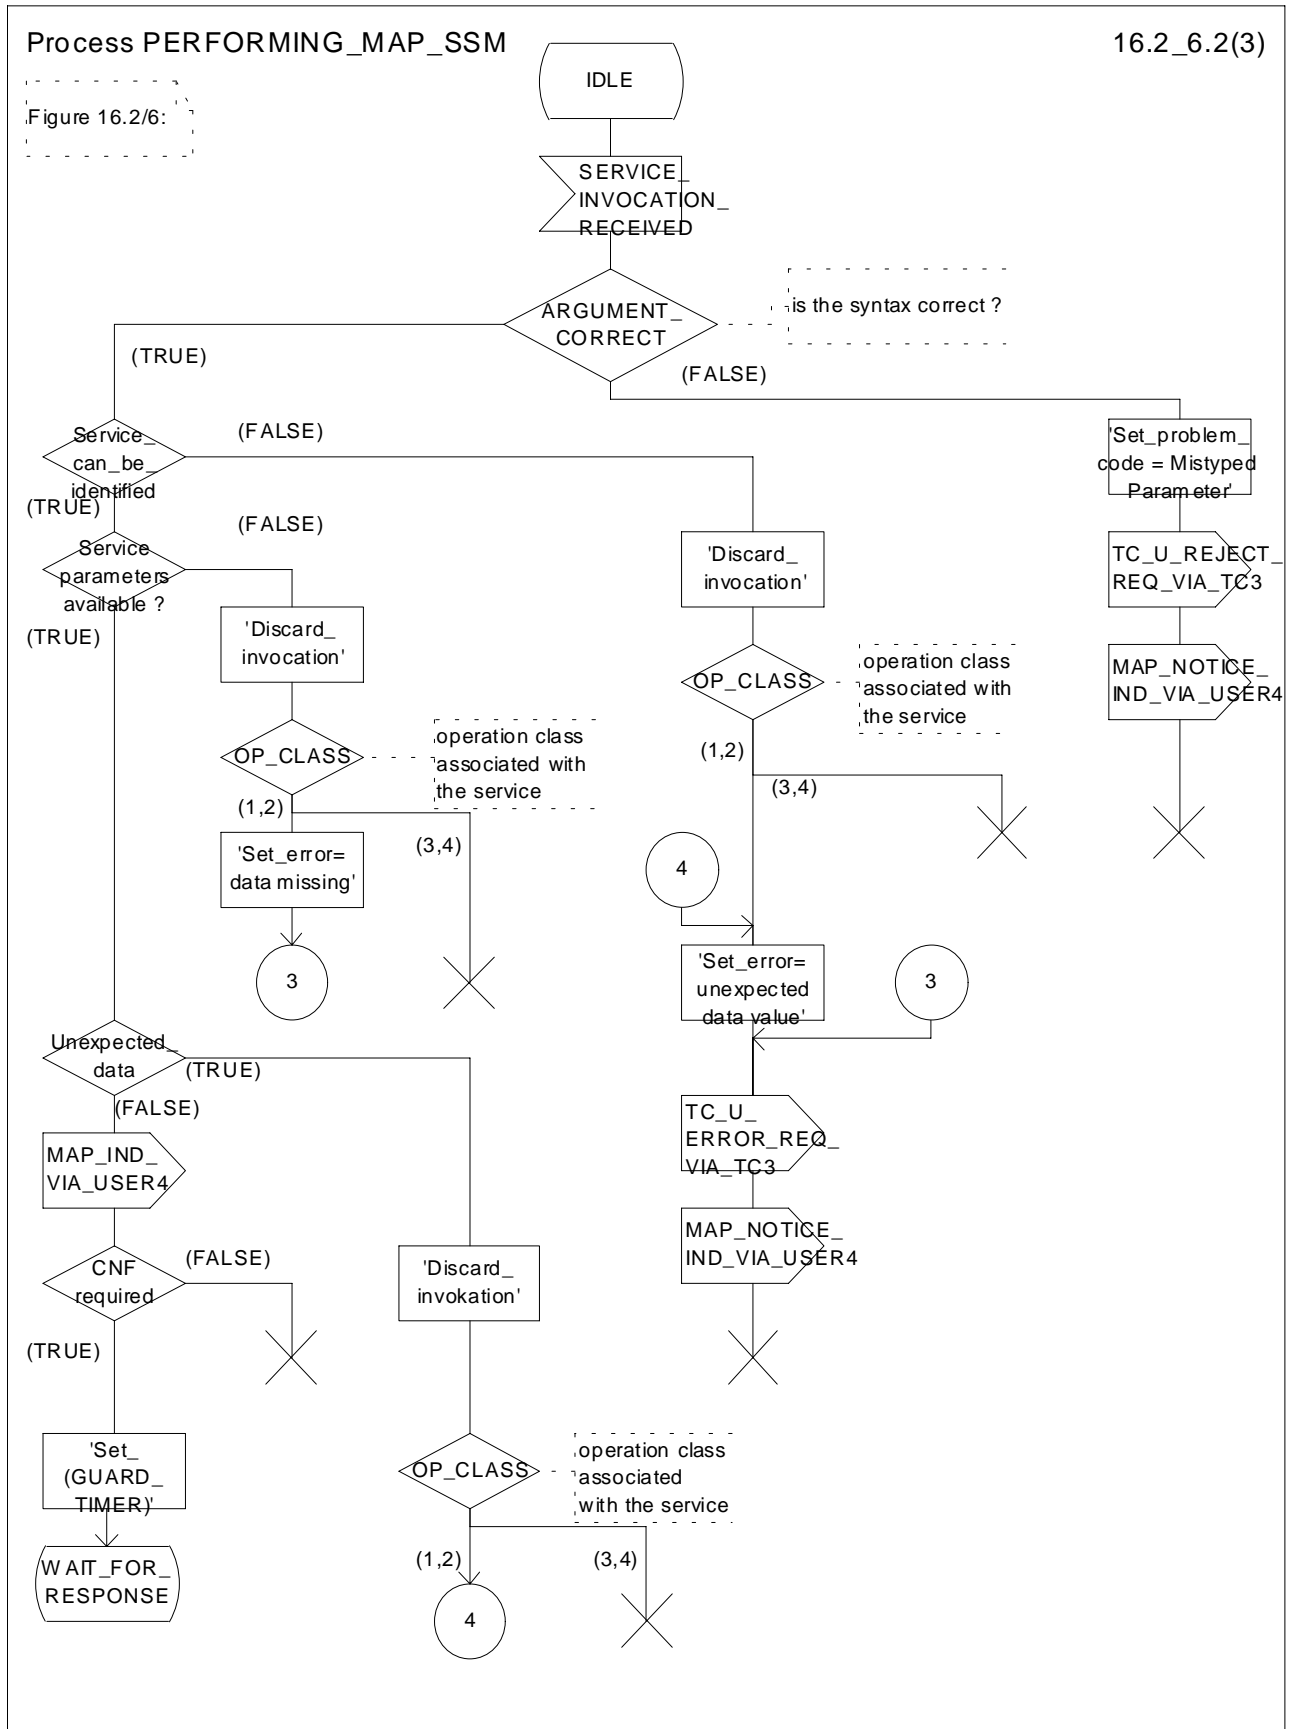 Process PERFORMING_MAP_SSM
16.2_6.2(3)
Figure 16.2/6:
IDLE
SERVICE_
INVOCATION_
RECEIVED
ARGUMENT_
CORRECT
is the syntax correct ?
(TRUE)
(FALSE)
Service_
can_be_
identified
(FALSE)
'Set_problem_
code = Mistyped
Parameter'
(TRUE)
(FALSE)
Service
parameters
available ?
'Discard_
invocation'
TC_U_REJECT_
REQ_VIA_TC3
(TRUE)
'Discard_
invocation'
OP_CLASS
operation class
associated with
the service
MAP_NOTICE_
IND_VIA_USER4
OP_CLASS
operation class
associated with
the service
(1,2)
(3,4)
(1,2)
(3,4)
'Set_error=
data missing'
4
3
'Set_error=
unexpected
data value'
3
Unexpected_
data
(TRUE)
(FALSE)
TC_U_
ERROR_REQ_
VIA_TC3
MAP_IND_
VIA_USER4
MAP_NOTICE_
IND_VIA_USER4
CNF
required
(FALSE)
'Discard_
invokation'
(TRUE)
'Set_
(GUARD_
TIMER)'
OP_CLASS
operation class
associated
with the service
(1,2)
(3,4)
WAIT_FOR_
RESPONSE
4